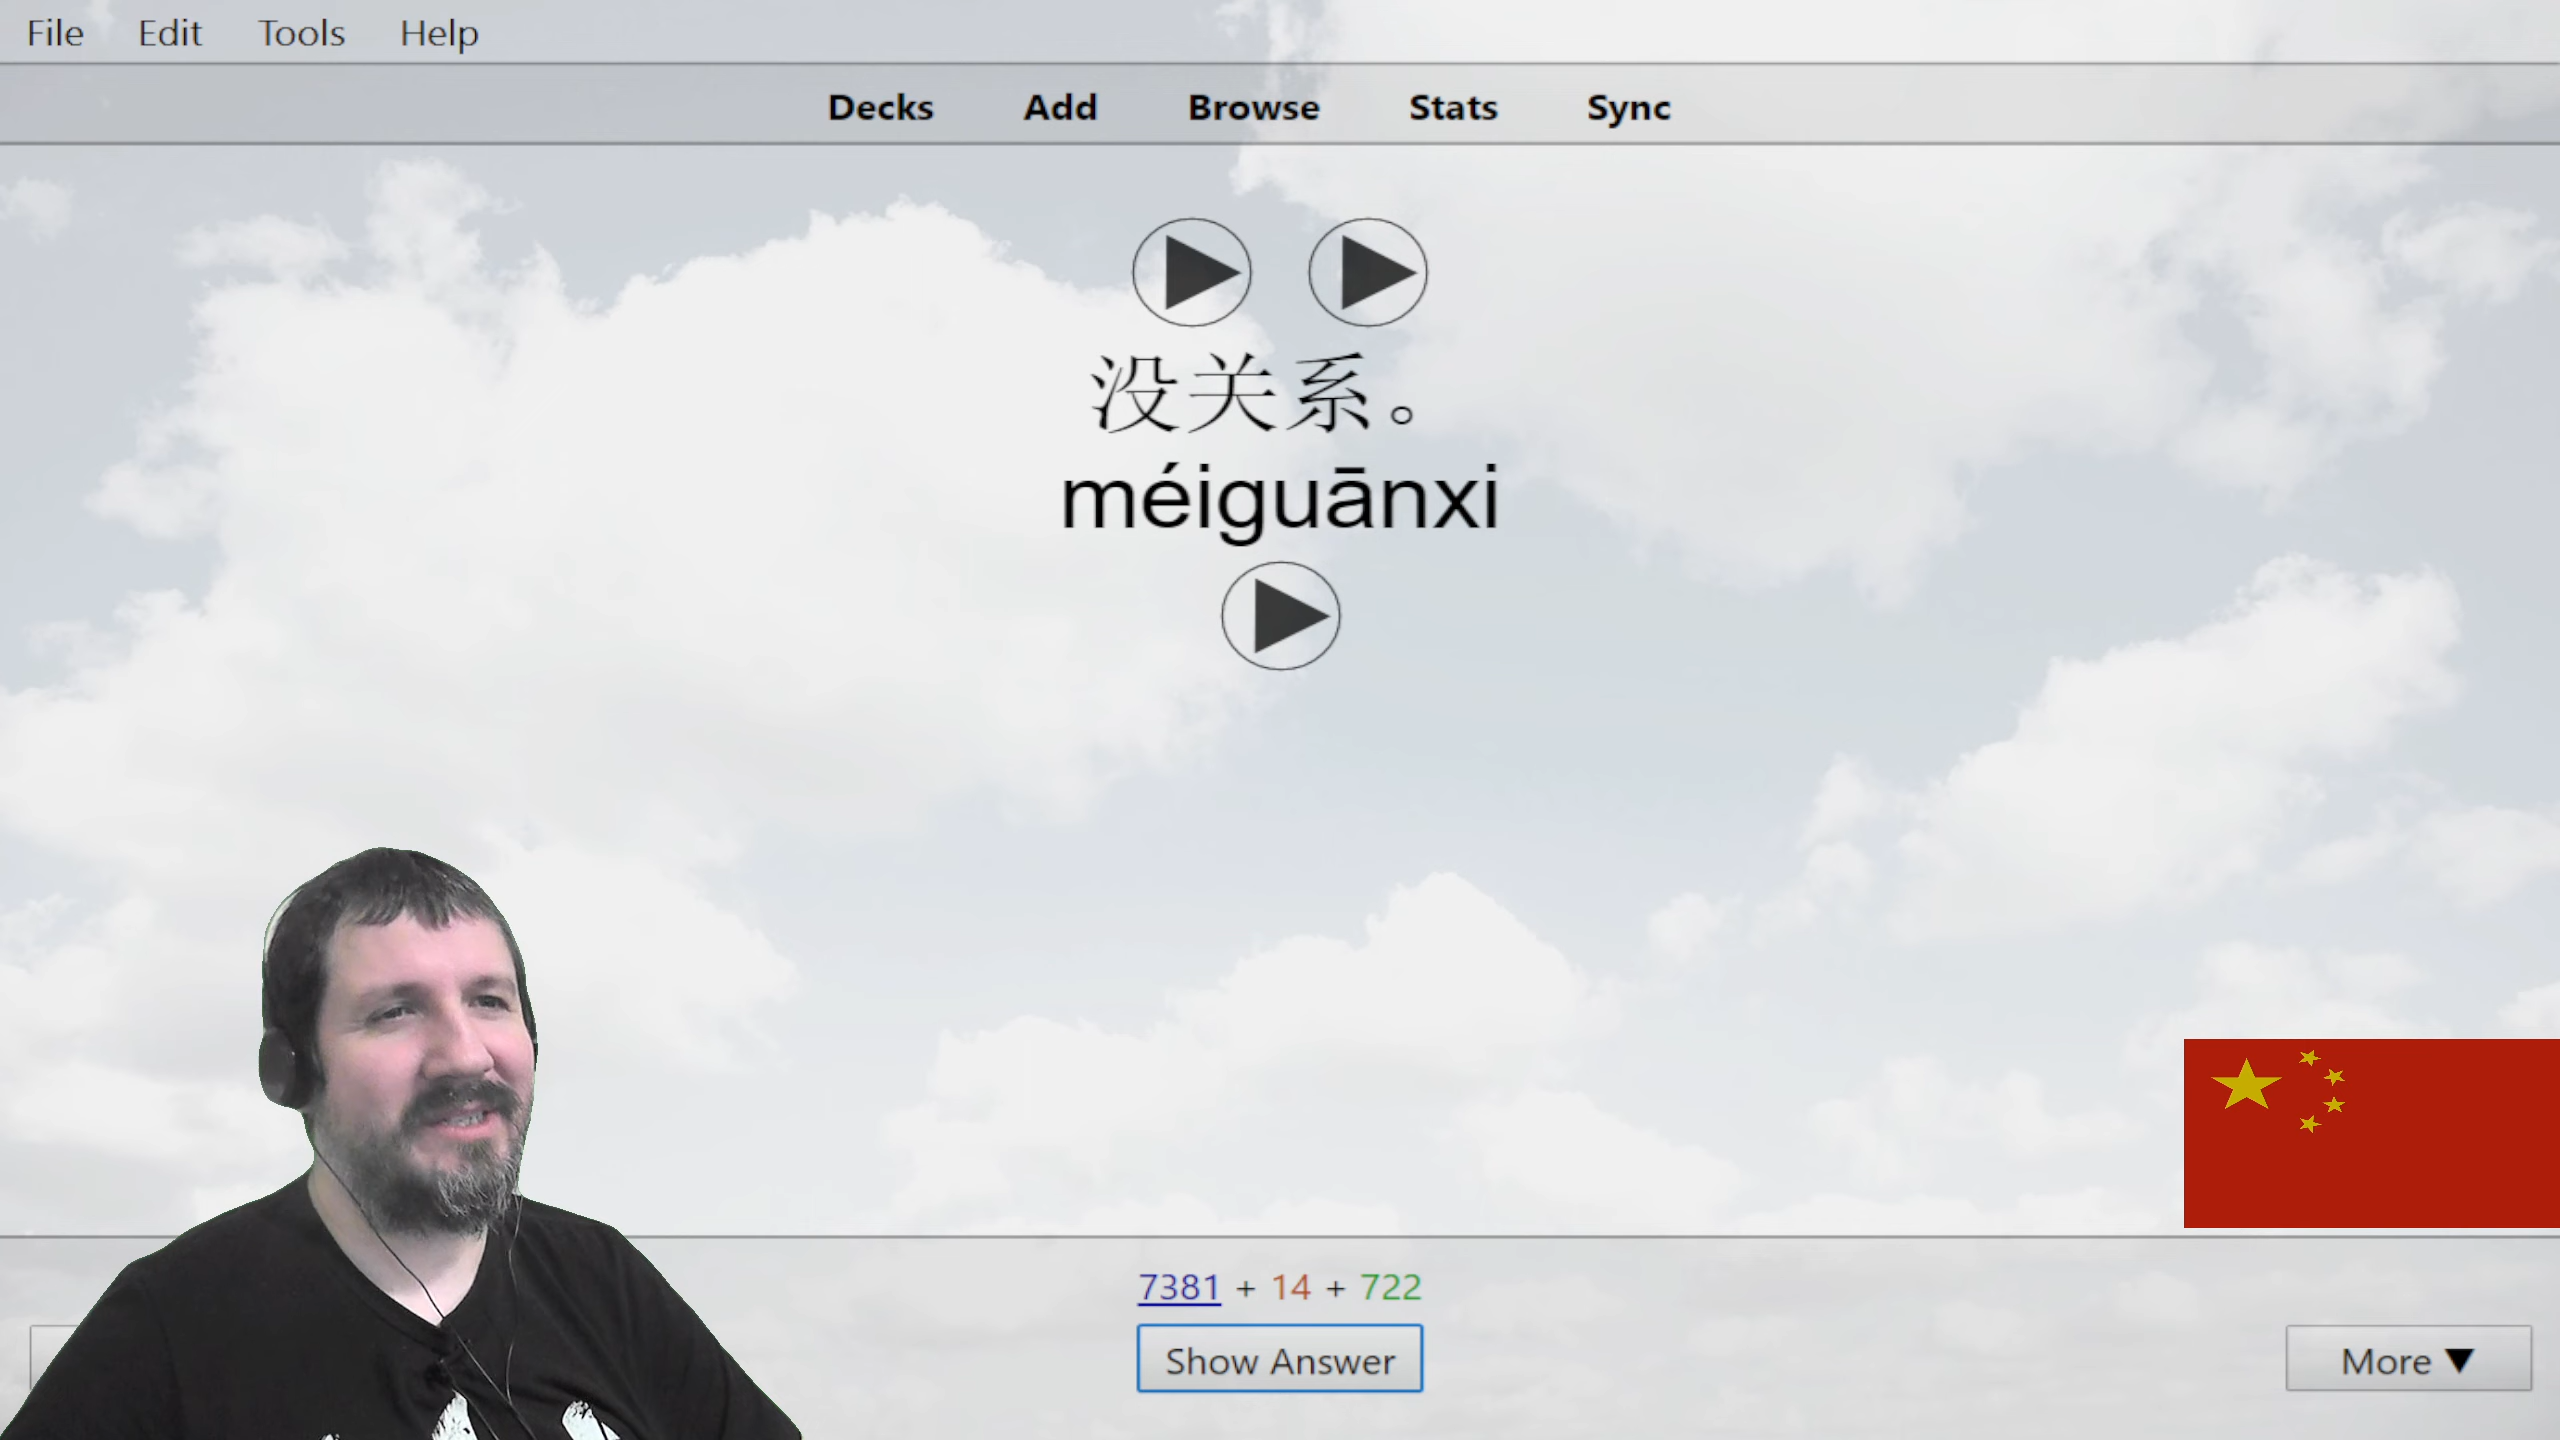 File Edit Tools Help
Decks Add Browse Stats Sync
没关系。
méiguānxi
7381 + 14 + 722
Show Answer
More ▼